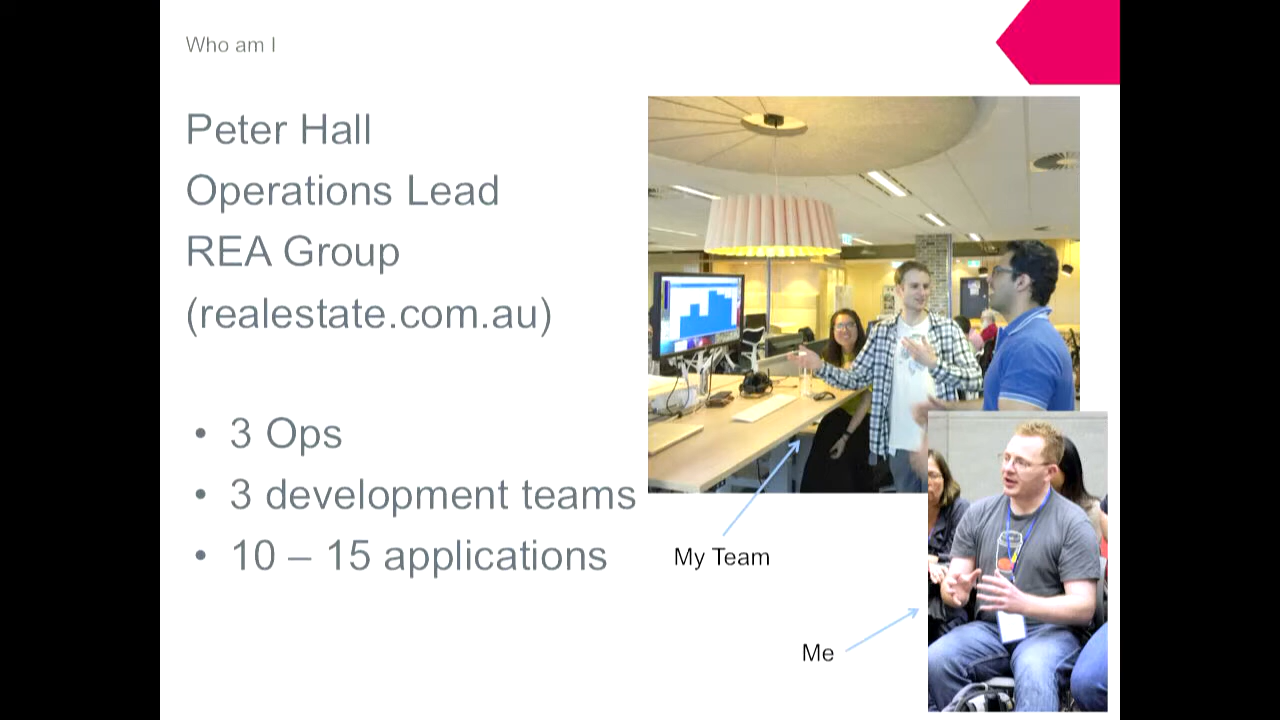 Who am I
Peter Hall
Operations Lead
REA Group
(realestate.com.au)
• 3 Ops
• 3 development teams
• 10 – 15 applications
My Team
Me